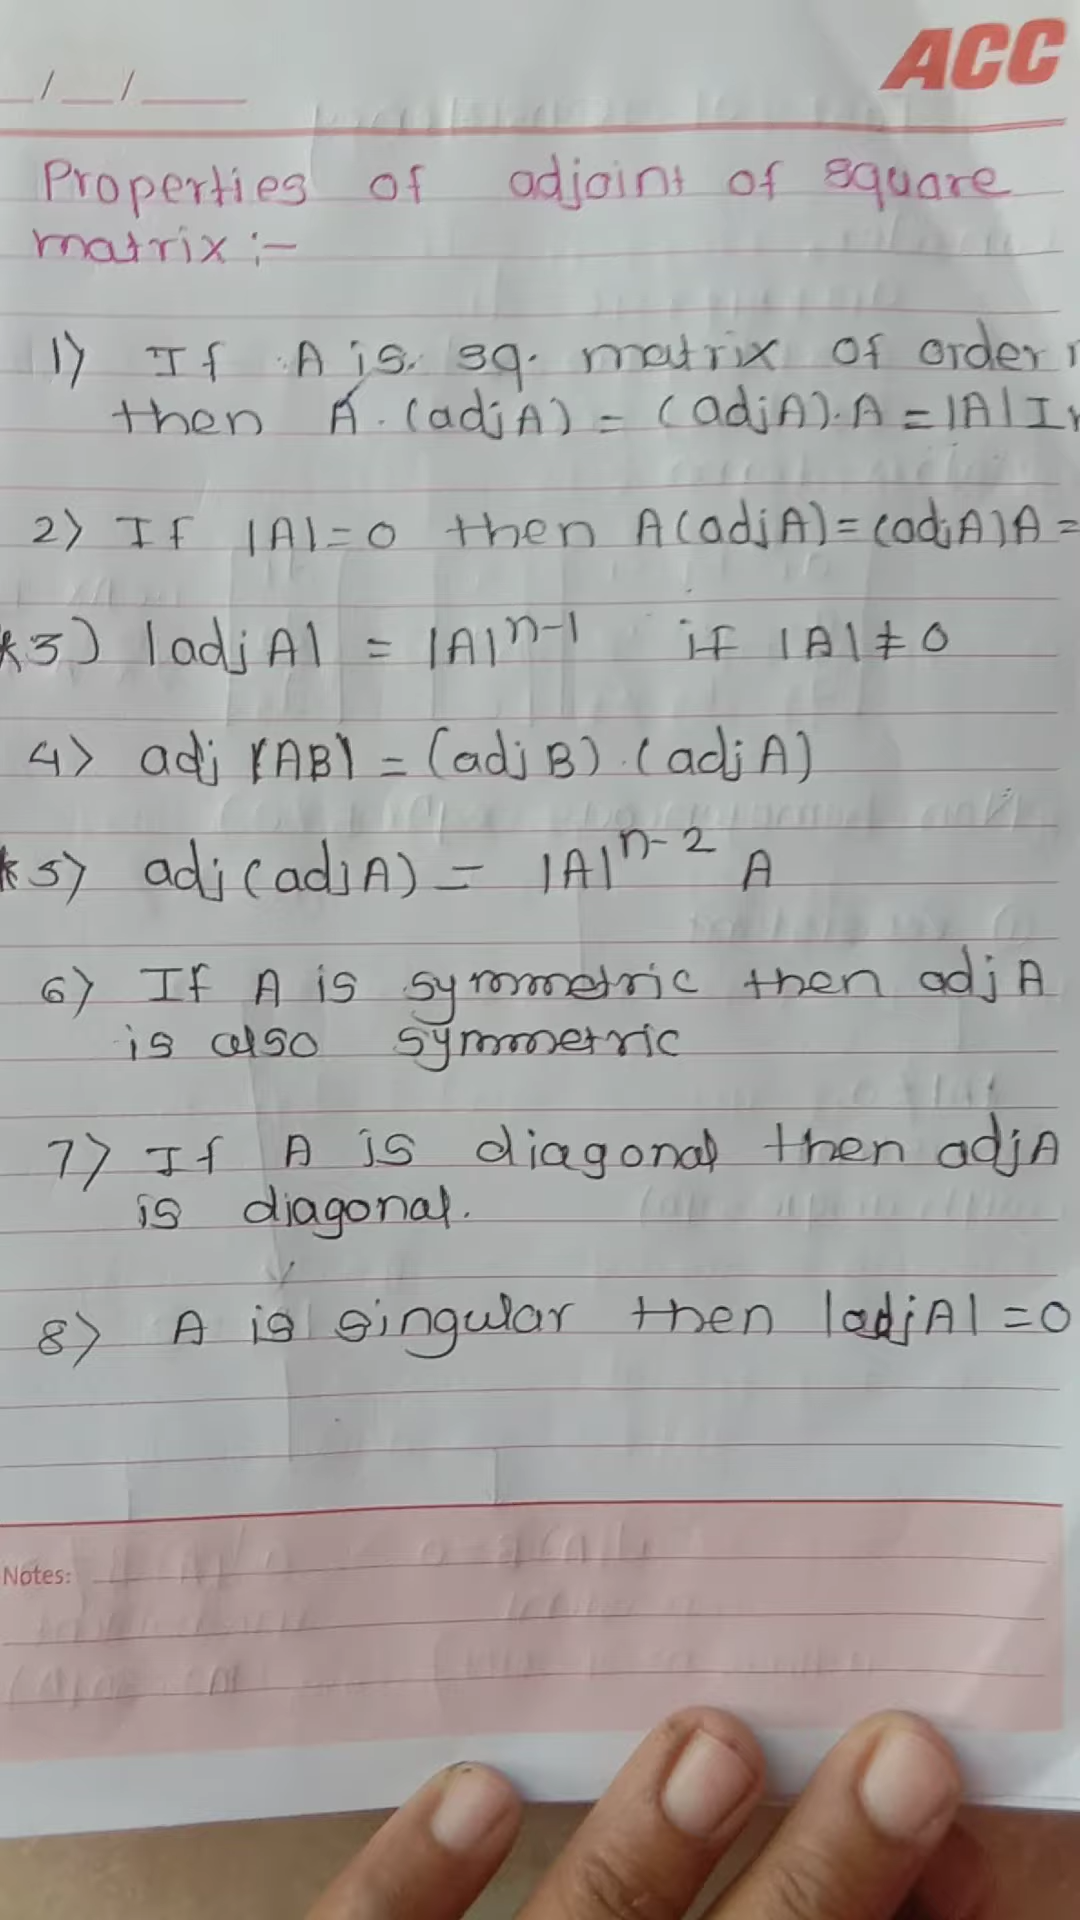 ACC
__/__/____
Properties of adjoint of square
matrix :-
1) If A is sq. matrix of order
then A . (adj A) = (adj A) . A = |A| I
2) If |A| = 0 then A (adj A) = (adj A) A =
*3) |adj A| = |A|ⁿ⁻¹ if |A| ≠ 0
4) adj (AB) = (adj B) . (adj A)
*5) adj (adj A) = |A|ⁿ⁻² A
6) If A is symmetric then adj A
is also symmetric
7) If A is diagonal then adj A
is diagonal.
8) A is singular then |adj A| = 0
Notes: